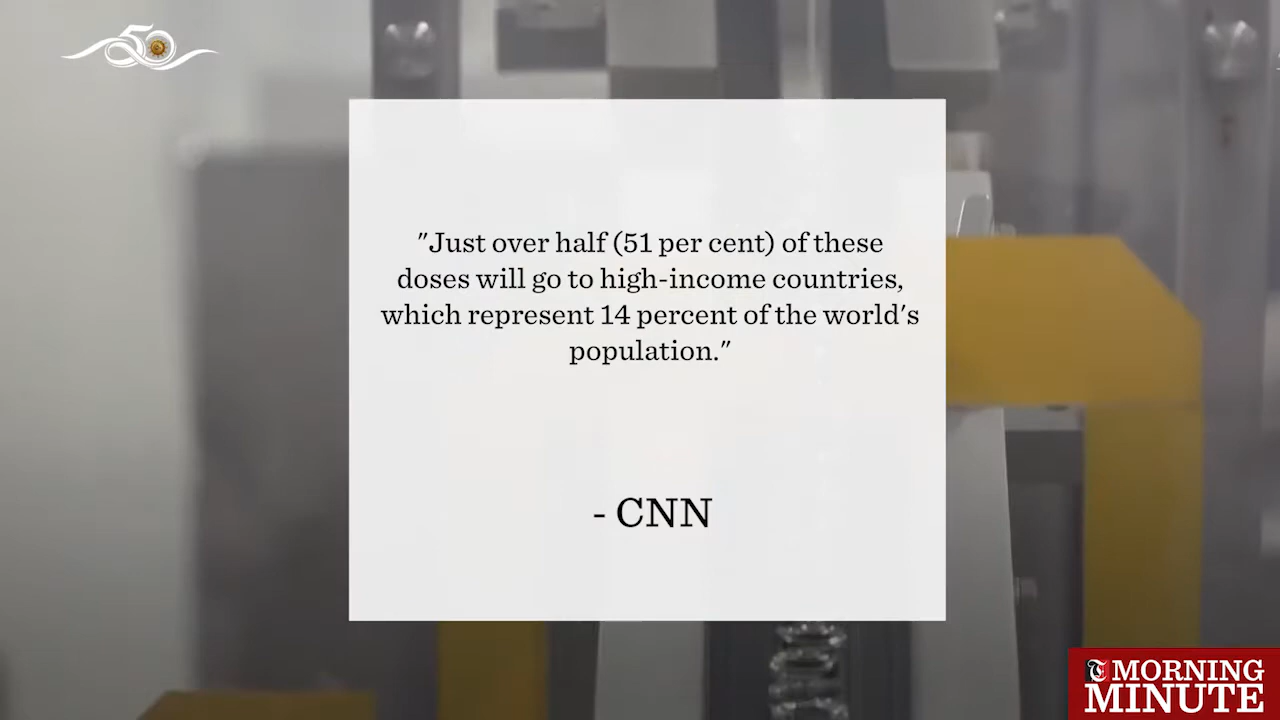 50
"Just over half (51 per cent) of these
doses will go to high-income countries,
which represent 14 percent of the world's
population."
- CNN
T MORNING
MINUTE